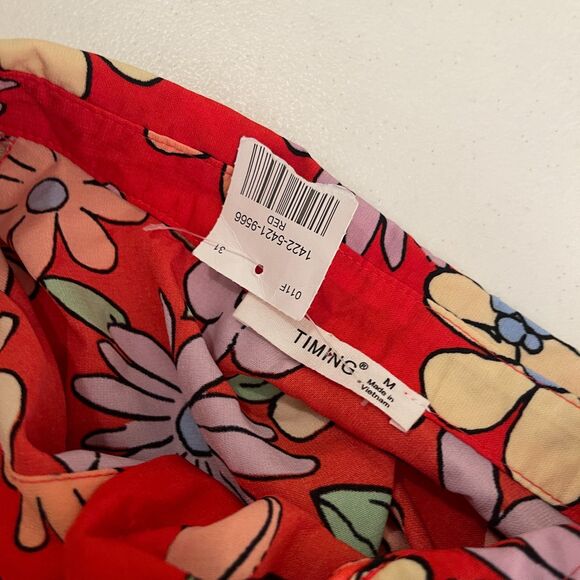 1422-5421-9566
RED
31
011F
TIMING®
M
Made in
Vietnam